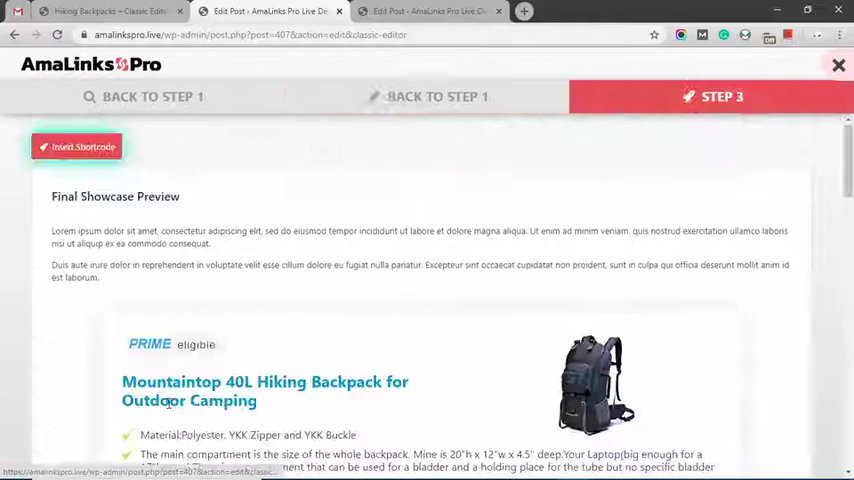 Hiking Backpacks – Classic Edito
Edit Post - AmaLinks Pro Live De
Edit Post - AmaLinks Pro Live De
amalinkspro.live/wp-admin/post.php?post=407&action=edit&classic-editor
AmaLinks Pro
BACK TO STEP 1
BACK TO STEP 1
STEP 3
Insert Shortcode
Final Showcase Preview
Lorem ipsum dolor sit amet, consectetur adipiscing elit, sed do eiusmod tempor incididunt ut labore et dolore magna aliqua. Ut enim ad minim veniam, quis nostrud exercitation ullamco laboris
nisi ut aliquip ex ea commodo consequat.
Duis aute irure dolor in reprehenderit in voluptate velit esse cillum dolore eu fugiat nulla pariatur. Excepteur sint occaecat cupidatat non proident, sunt in culpa qui officia deserunt mollit anim id
est laborum.
PRIME eligible
Mountaintop 40L Hiking Backpack for
Outdoor Camping
Material:Polyester, YKK Zipper and YKK Buckle
The main compartment is the size of the whole backpack. Mine is 20"h x 12"w x 4.5" deep.Your Laptop(big enough for a
ment that can be used for a bladder and a holding place for the tube but no specific bladder
https://amalinkspro.live/wp-admin/post.php?post=407&action=edit&classic...